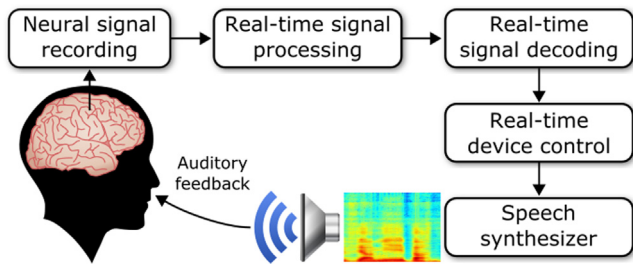 Neural signal
recording
Real-time signal
processing
Real-time
signal decoding
Real-time
device control
Speech
synthesizer
Auditory
feedback